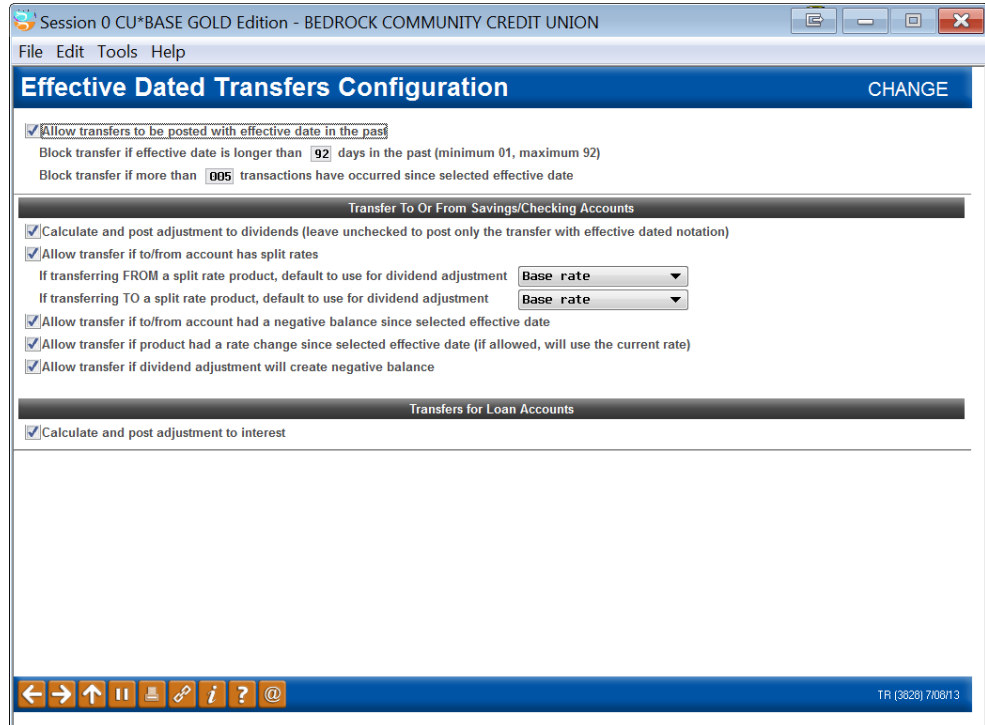 Session 0 CU*BASE GOLD Edition - BEDROCK COMMUNITY CREDIT UNION
File Edit Tools Help
Effective Dated Transfers Configuration CHANGE
Allow transfers to be posted with effective date in the past
Block transfer if effective date is longer than 92 days in the past (minimum 01, maximum 92)
Block transfer if more than 005 transactions have occurred since selected effective date
Transfer To Or From Savings/Checking Accounts
Calculate and post adjustment to dividends (leave unchecked to post only the transfer with effective dated notation)
Allow transfer if to/from account has split rates
If transferring FROM a split rate product, default to use for dividend adjustment Base rate
If transferring TO a split rate product, default to use for dividend adjustment Base rate
Allow transfer if to/from account had a negative balance since selected effective date
Allow transfer if product had a rate change since selected effective date (if allowed, will use the current rate)
Allow transfer if dividend adjustment will create negative balance
Transfers for Loan Accounts
Calculate and post adjustment to interest
i ? @ TR (3828) 7/08/13